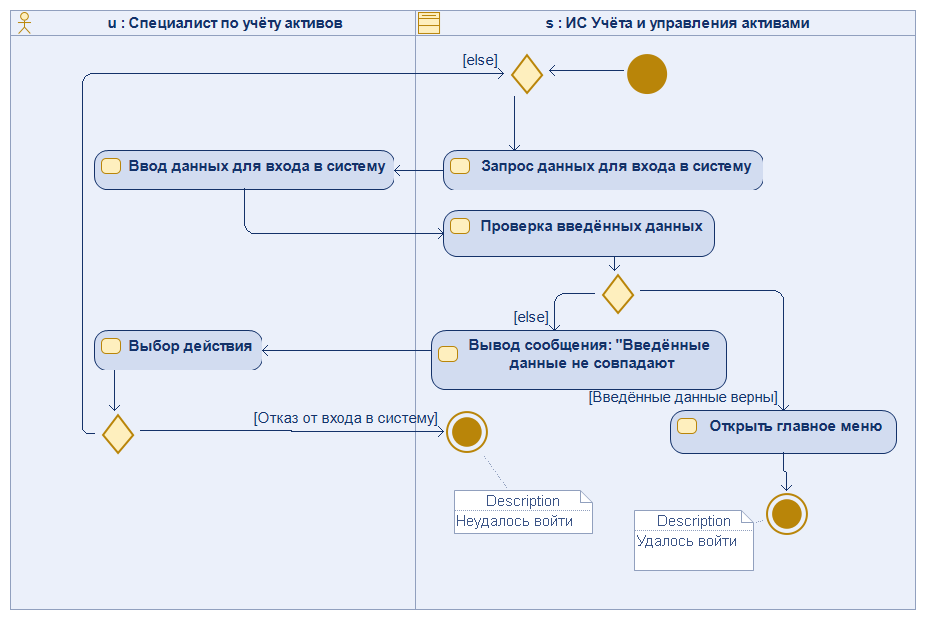 u : Специалист по учёту активов
s : ИС Учёта и управления активами
[else]
Ввод данных для входа в систему
Запрос данных для входа в систему
Проверка введённых данных
[else]
Выбор действия
Вывод сообщения: "Введённые
данные не совпадают
[Введённые данные верны]
[Отказ от входа в систему]
Открыть главное меню
Description
Неудалось войти
Description
Удалось войти